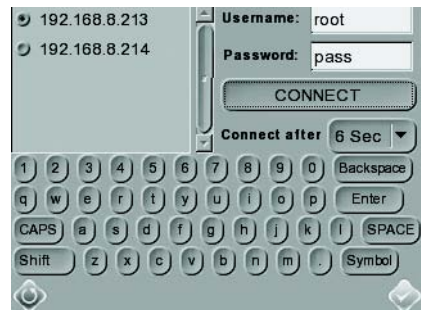 192.168.8.213
192.168.8.214
Username: root
Password: pass
CONNECT
Connect after 6 Sec
1 2 3 4 5 6 7 8 9 0 Backspace
q w e r t y u i o p Enter
CAPS a s d f g h j k l SPACE
Shift z x c v b n m . Symbol